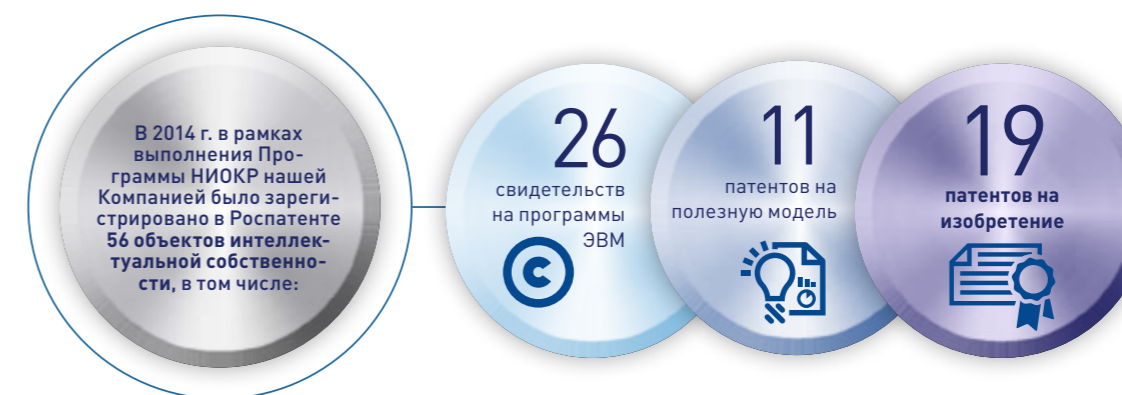 В 2014 г. в рамках
выполнения Про-
граммы НИОКР нашей
Компанией было зареги-
стрировано в Роспатенте
56 объектов интеллек-
туальной собственно-
сти, в том числе:
26
свидетельств
на программы
ЭВМ
©
11
патентов на
полезную модель
19
патентов на
изобретение